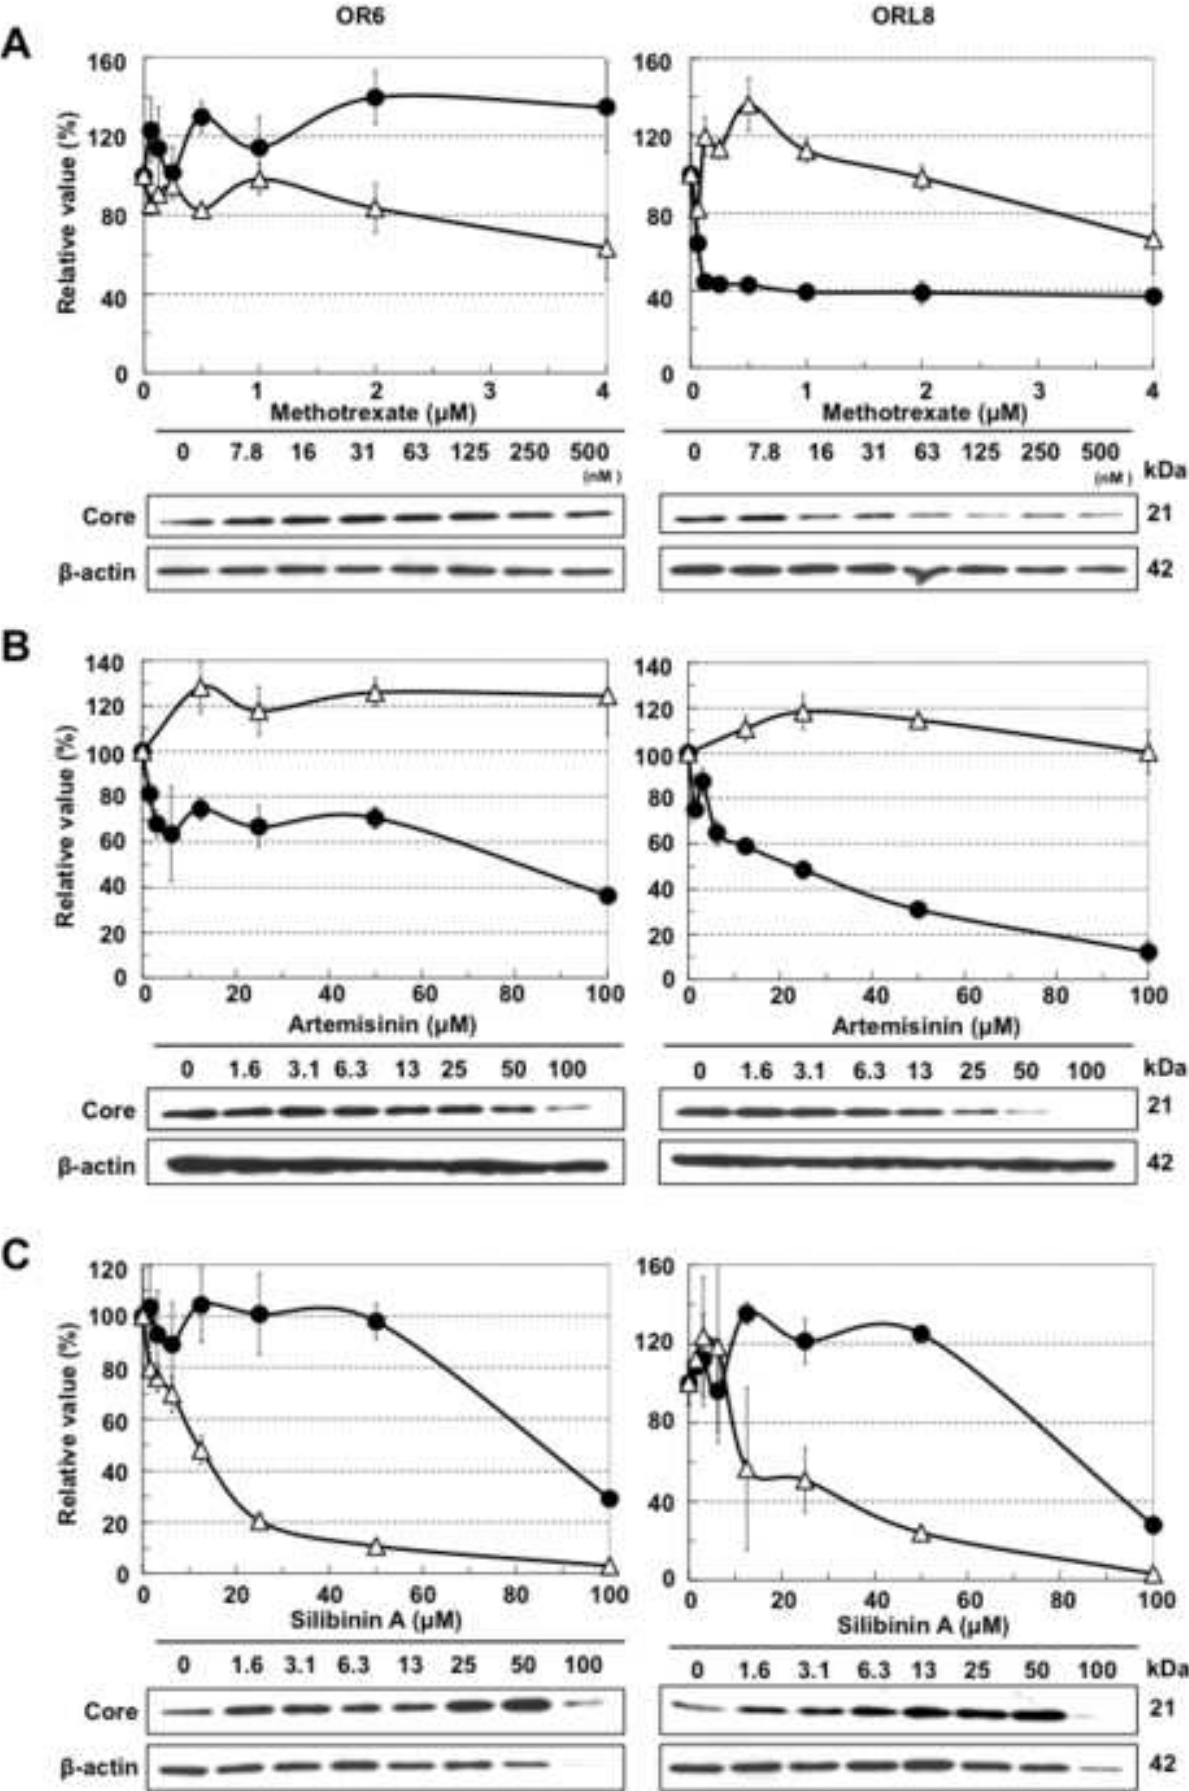 OR6 ORL8
A
160 160
120 120
80 80
40 40
0 0
Relative value (%)
0 1 2 3 4 0 1 2 3 4
Methotrexate (µM) Methotrexate (µM)
0 7.8 16 31 63 125 250 500 0 7.8 16 31 63 125 250 500 kDa
(nM) (nM)
Core 21
β-actin 42
B
140 140
120 120
100 100
80 80
60 60
40 40
20 20
0 0
Relative value (%)
0 20 40 60 80 100 0 20 40 60 80 100
Artemisinin (µM) Artemisinin (µM)
0 1.6 3.1 6.3 13 25 50 100 0 1.6 3.1 6.3 13 25 50 100 kDa
Core 21
β-actin 42
C
120 160
100 120
80 80
60 40
40 0
20
0
Relative value (%)
0 20 40 60 80 100 0 20 40 60 80 100
Silibinin A (µM) Silibinin A (µM)
0 1.6 3.1 6.3 13 25 50 100 0 1.6 3.1 6.3 13 25 50 100 kDa
Core 21
β-actin 42